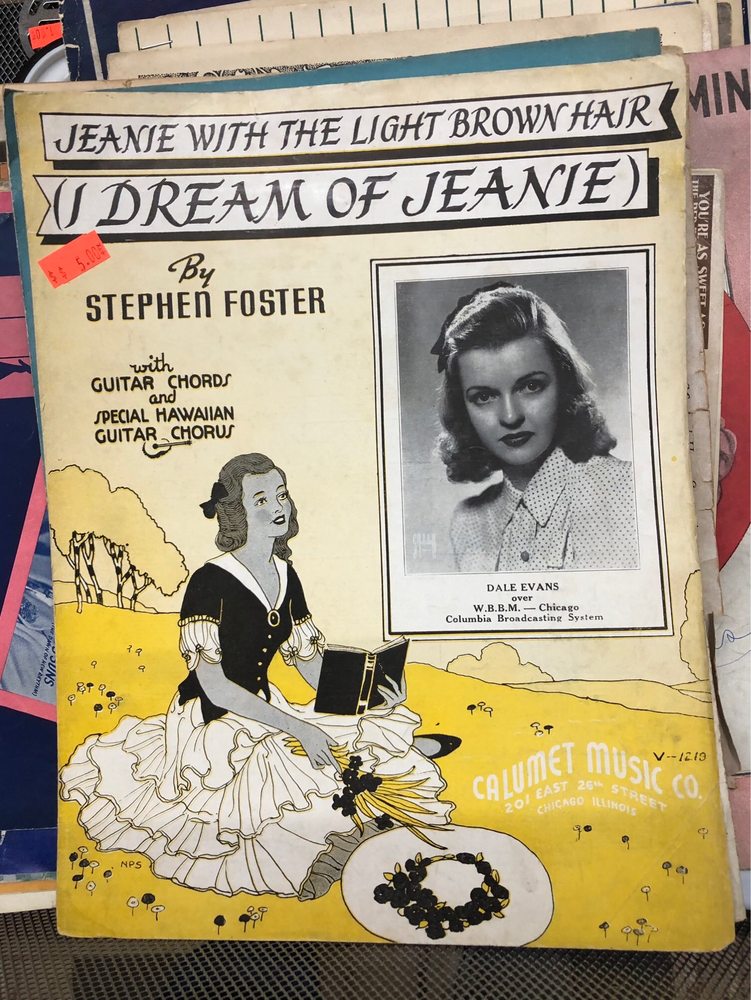 JEANIE WITH THE LIGHT BROWN HAIR
(I DREAM OF JEANIE)
$ $ 5.00
By
STEPHEN FOSTER
with
GUITAR CHORDS
and
SPECIAL HAWAIIAN
GUITAR CHORUS
DALE EVANS
over
W.B.B.M. — Chicago
Columbia Broadcasting System
V--1219
CALUMET MUSIC CO.
201 EAST 26TH STREET
CHICAGO ILLINOIS
NPS
MIN
YOU'RE AS SWEET AS